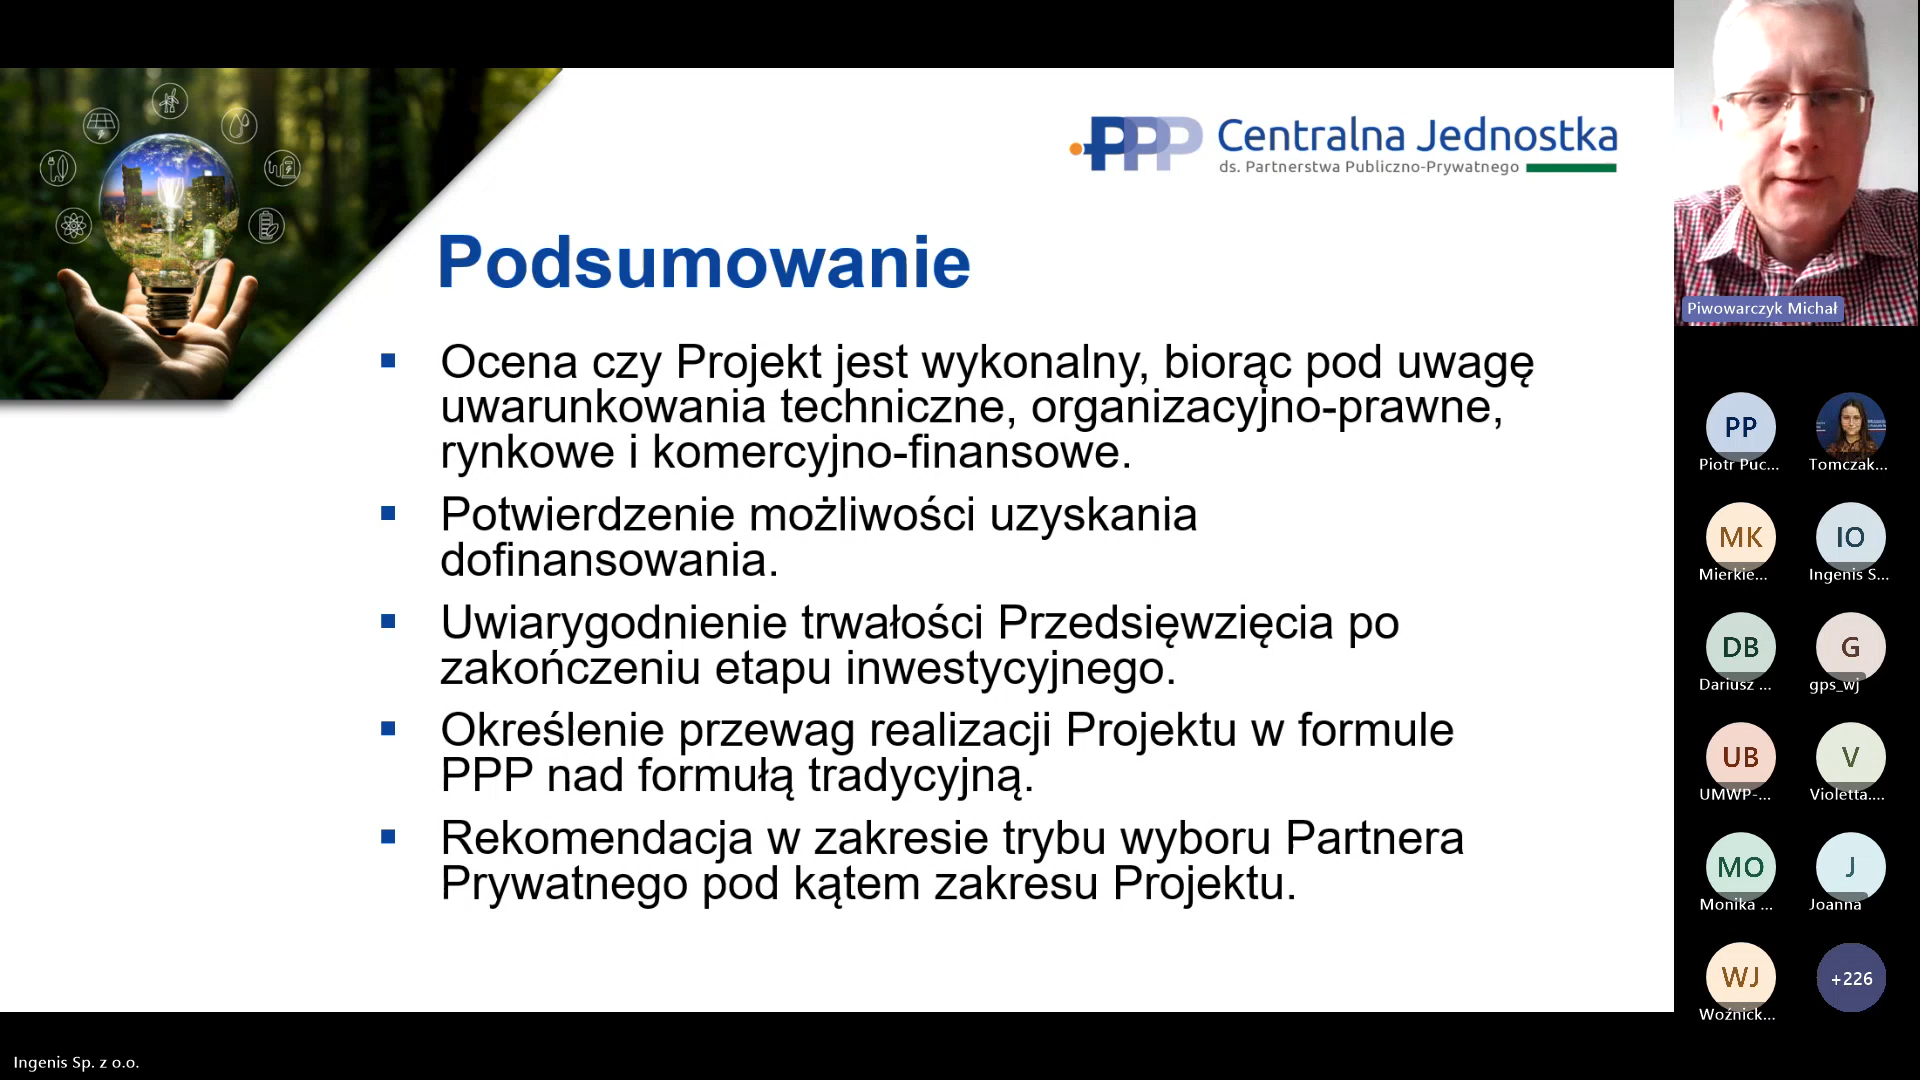 PPP Centralna Jednostka
ds. Partnerstwa Publiczno-Prywatnego
Podsumowanie
Ocena czy Projekt jest wykonalny, biorąc pod uwagę
uwarunkowania techniczne, organizacyjno-prawne,
rynkowe i komercyjno-finansowe.
Potwierdzenie możliwości uzyskania
dofinansowania.
Uwiarygodnienie trwałości Przedsięwzięcia po
zakończeniu etapu inwestycyjnego.
Określenie przewag realizacji Projektu w formule
PPP nad formułą tradycyjną.
Rekomendacja w zakresie trybu wyboru Partnera
Prywatnego pod kątem zakresu Projektu.
Piwowarczyk Michał
PP
Piotr Puc...
Tomczak...
MK
Mierkie...
IO
Ingenis S...
DB
Dariusz ...
G
gps_wj
UB
UMWP-...
V
Violetta....
MO
Monika ...
J
Joanna
WJ
Woźnick...
+226
Ingenis Sp. z o.o.